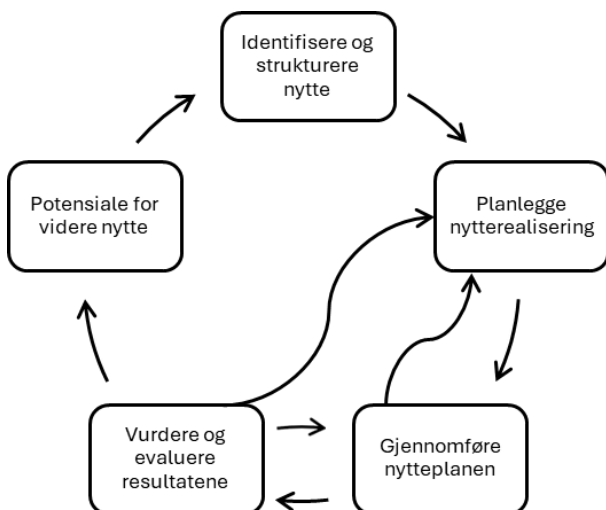 Identifisere og
strukturere
nytte
Potensiale for
videre nytte
Planlegge
nytterealisering
Vurdere og
evaluere
resultatene
Gjennomføre
nytteplanen